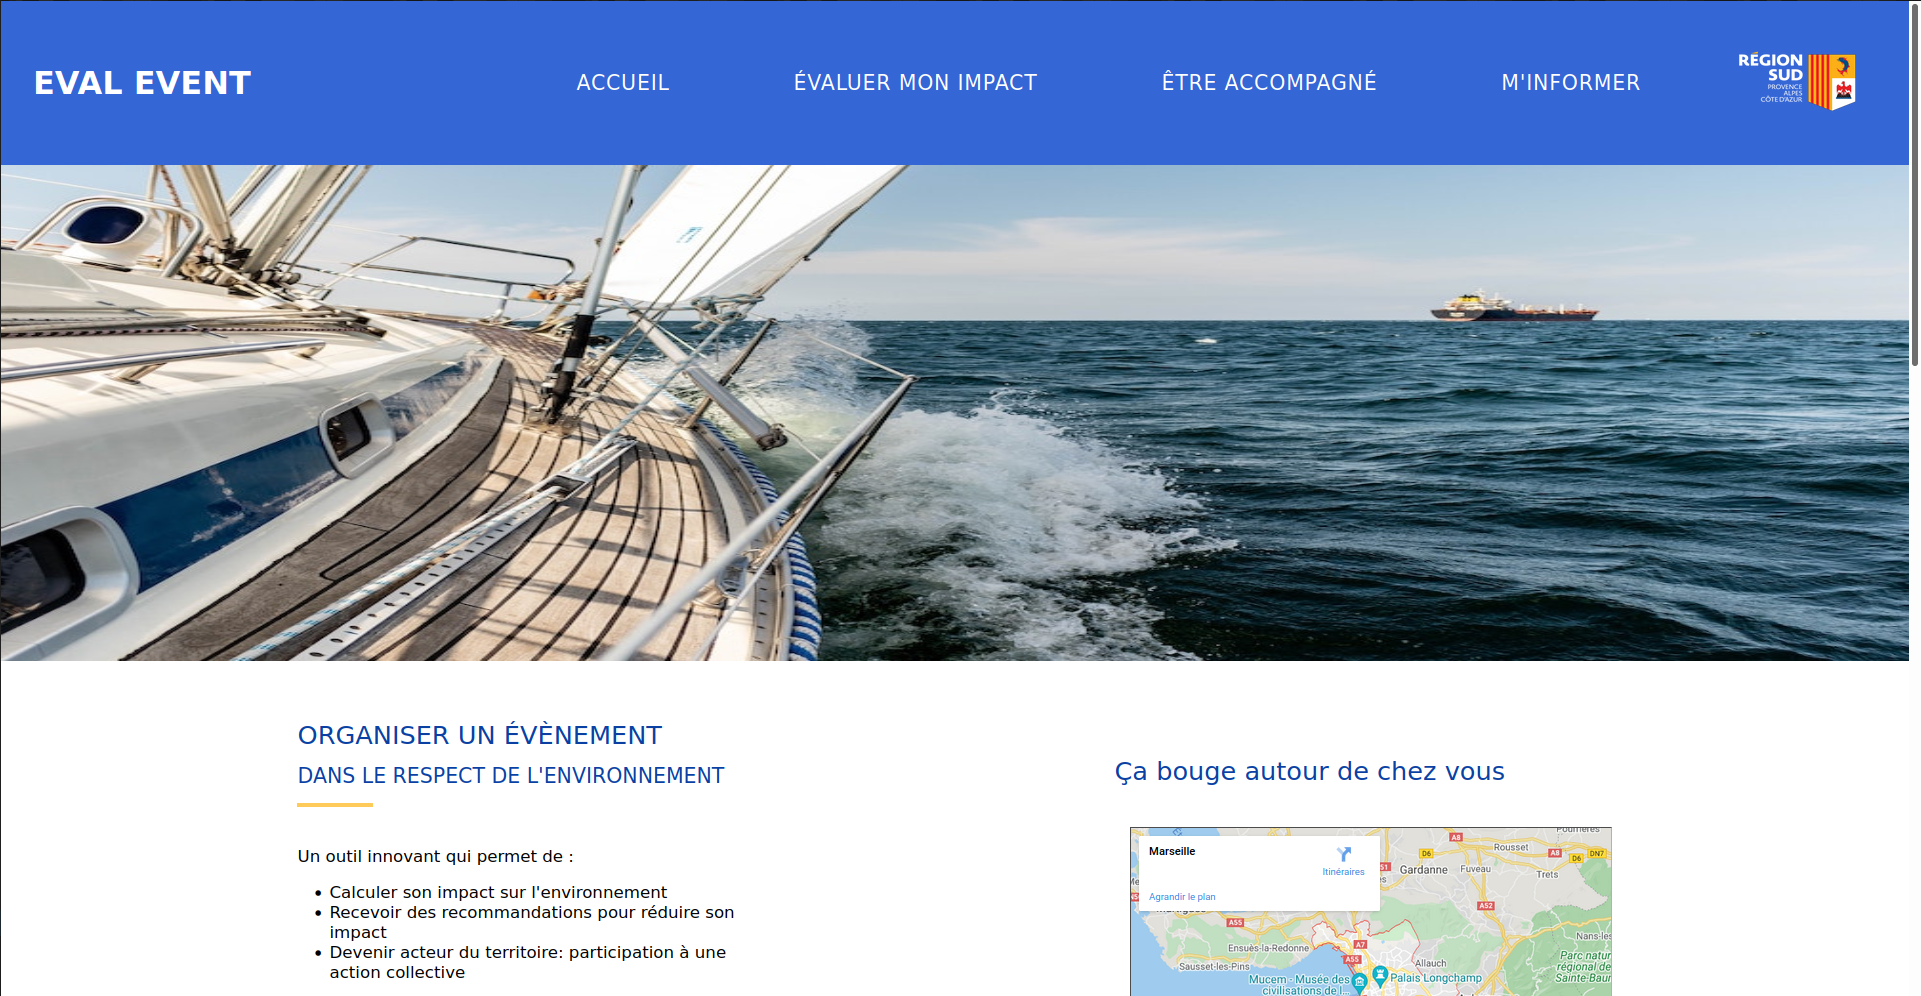 EVAL EVENT
ACCUEIL
ÉVALUER MON IMPACT
ÊTRE ACCOMPAGNÉ
M'INFORMER
RÉGION
SUD
PROVENCE
ALPES
CÔTE D'AZUR
ORGANISER UN ÉVÈNEMENT
DANS LE RESPECT DE L'ENVIRONNEMENT
Un outil innovant qui permet de :
• Calculer son impact sur l'environnement
• Recevoir des recommandations pour réduire son
impact
• Devenir acteur du territoire: participation à une
action collective
Ça bouge autour de chez vous
Marseille
Itinéraires
Agrandir le plan
Pourrières
A8
Rousset
A8
D6
DN7
D6
A51
Gardanne
Fuveau
Trets
A52
A55
Ensuès-la-Redonne
A7
Nans-les
A55
Sausset-les-Pins
Allauch
Parc natur
régional de
Sainte-Baum
Mucem - Musée des
civilisations de l...
Palais Longchamp